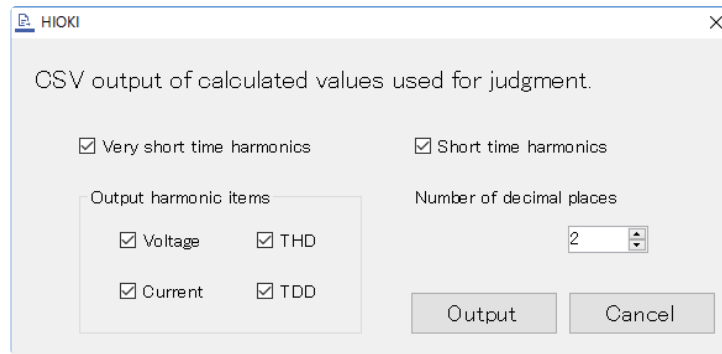 HIOKI
CSV output of calculated values used for judgment.
Very short time harmonics
Short time harmonics
Output harmonic items
Number of decimal places
Voltage
THD
2
Current
TDD
Output
Cancel